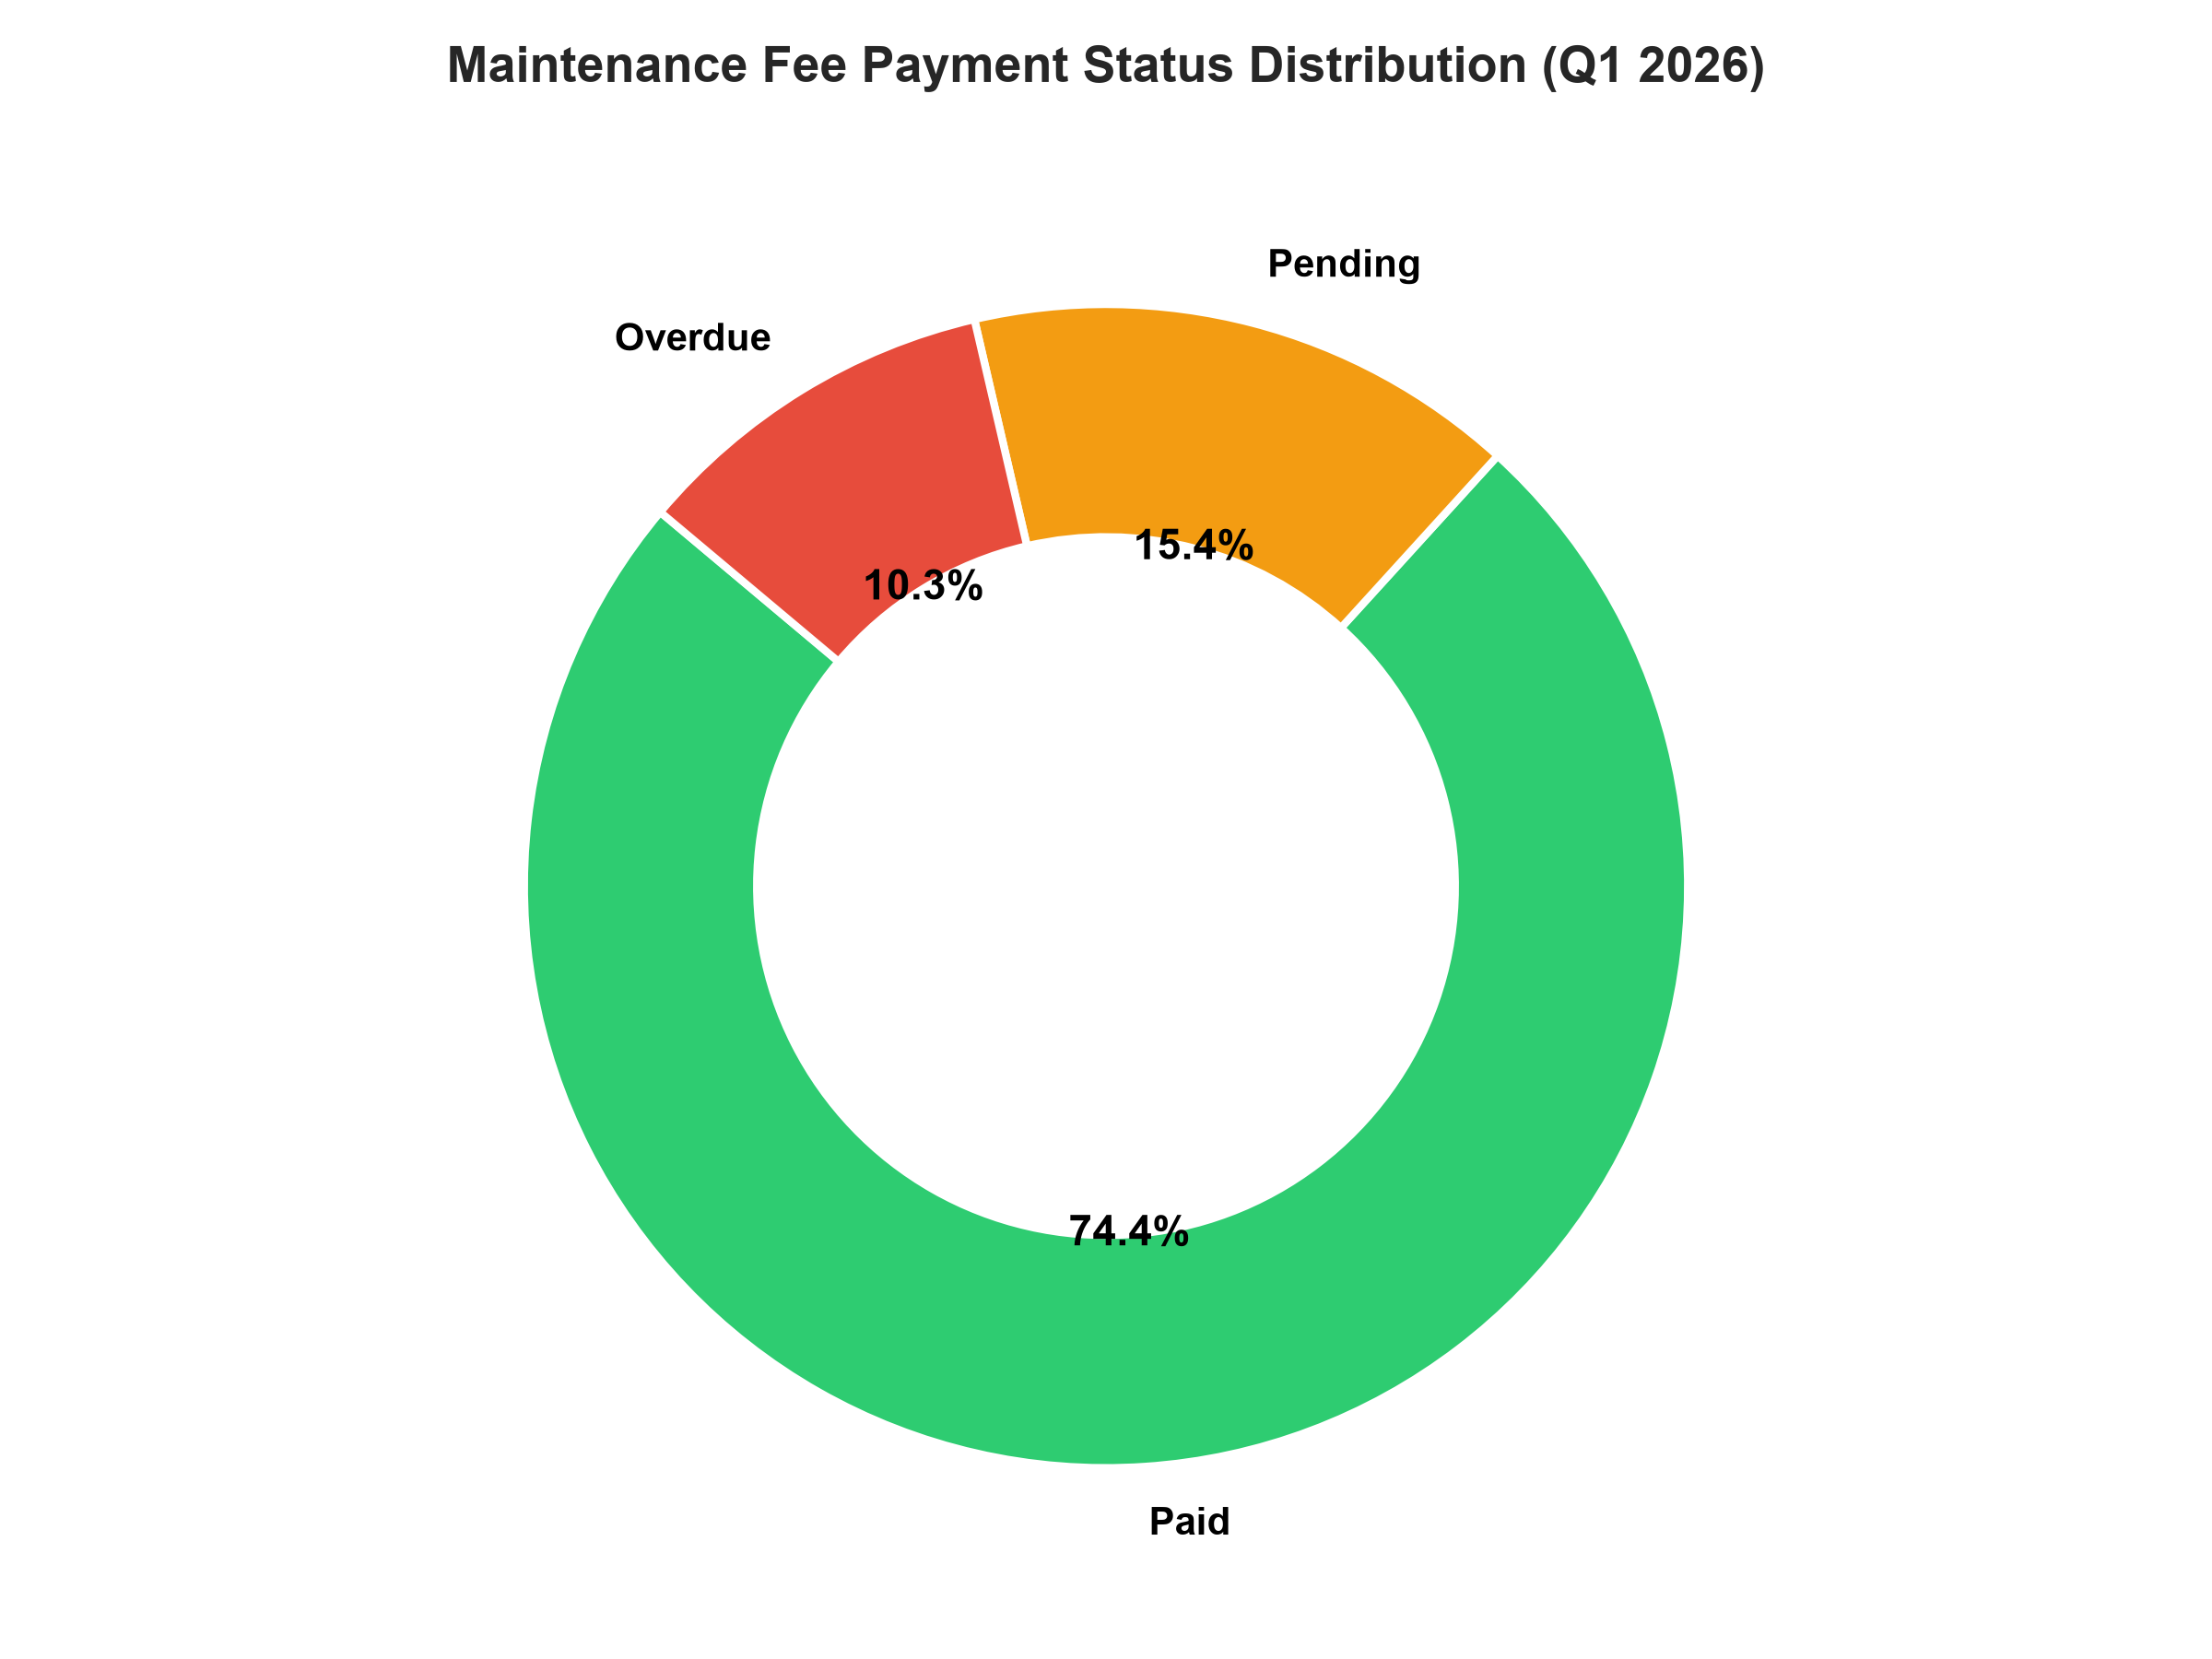 Maintenance Fee Payment Status Distribution (Q1 2026)
Pending
Overdue
15.4%
10.3%
74.4%
Paid